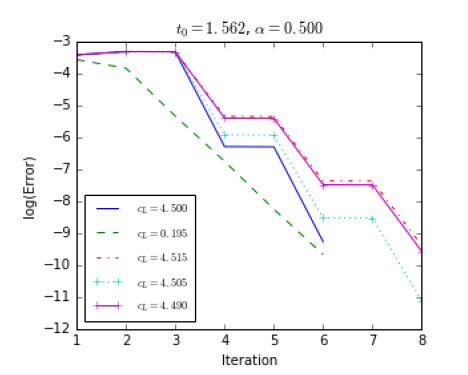 t₀ = 1.562, α = 0.500
−3
−4
−5
−6
−7
−8
−9
−10
−11
−12
log(Error)
c_L = 4.500
c_L = 0.195
c_L = 4.515
c_L = 4.505
c_L = 4.490
1 2 3 4 5 6 7 8
Iteration